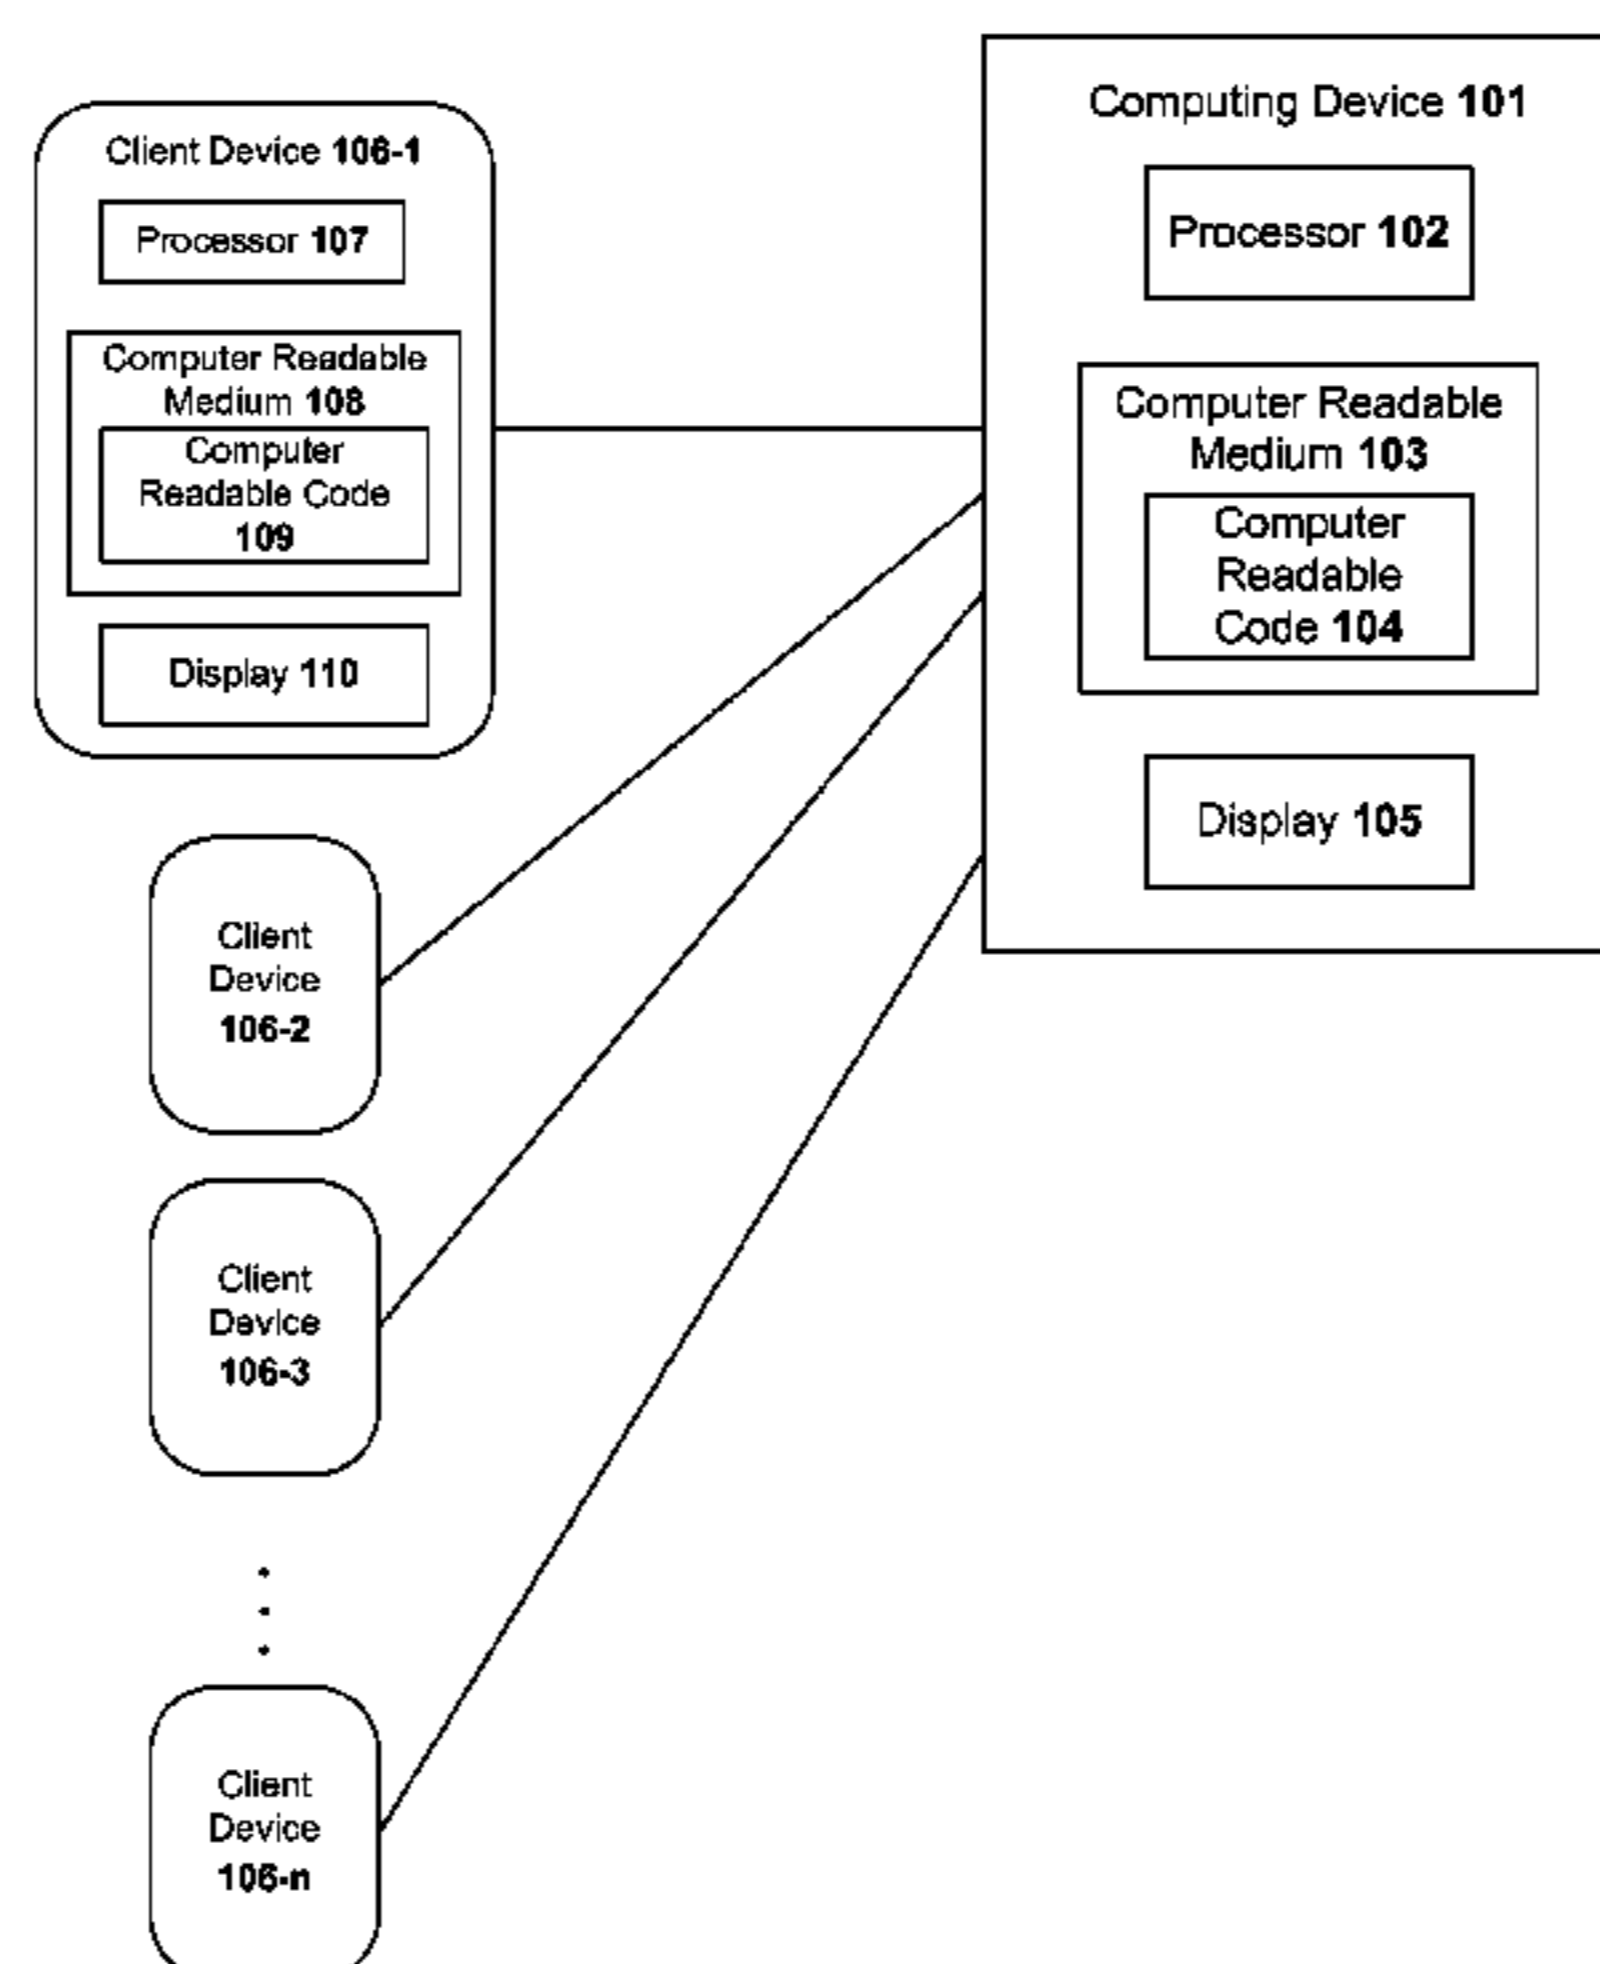 Client Device 106-1
Processor 107
Computer Readable
Medium 108
Computer
Readable Code
109
Display 110
Computing Device 101
Processor 102
Computer Readable
Medium 103
Computer
Readable
Code 104
Display 105
Client
Device
106-2
Client
Device
106-3
Client
Device
106-n